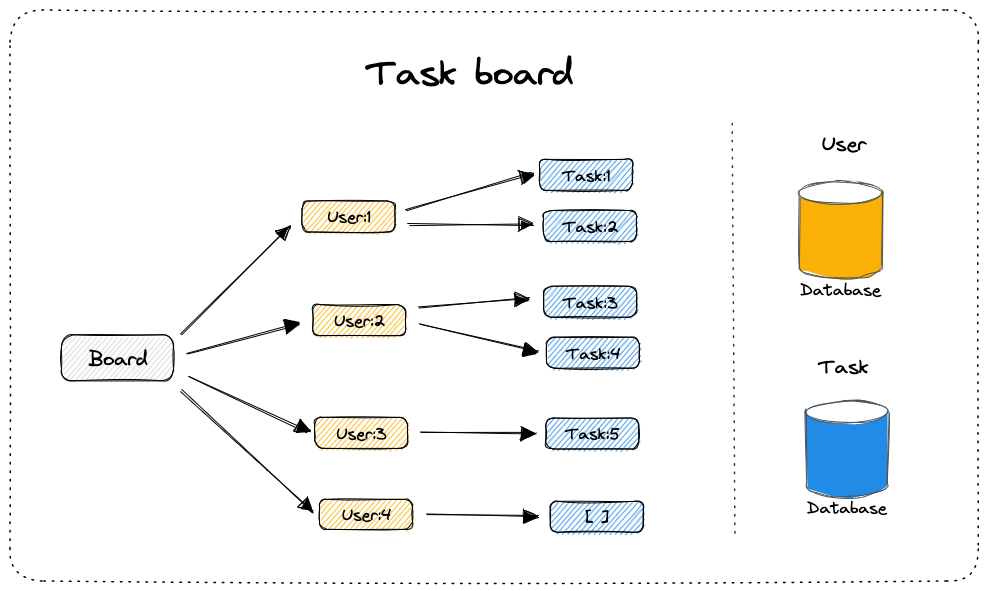 Task board
Board
User:1
User:2
User:3
User:4
Task:1
Task:2
Task:3
Task:4
Task:5
[ ]
User
Database
Task
Database